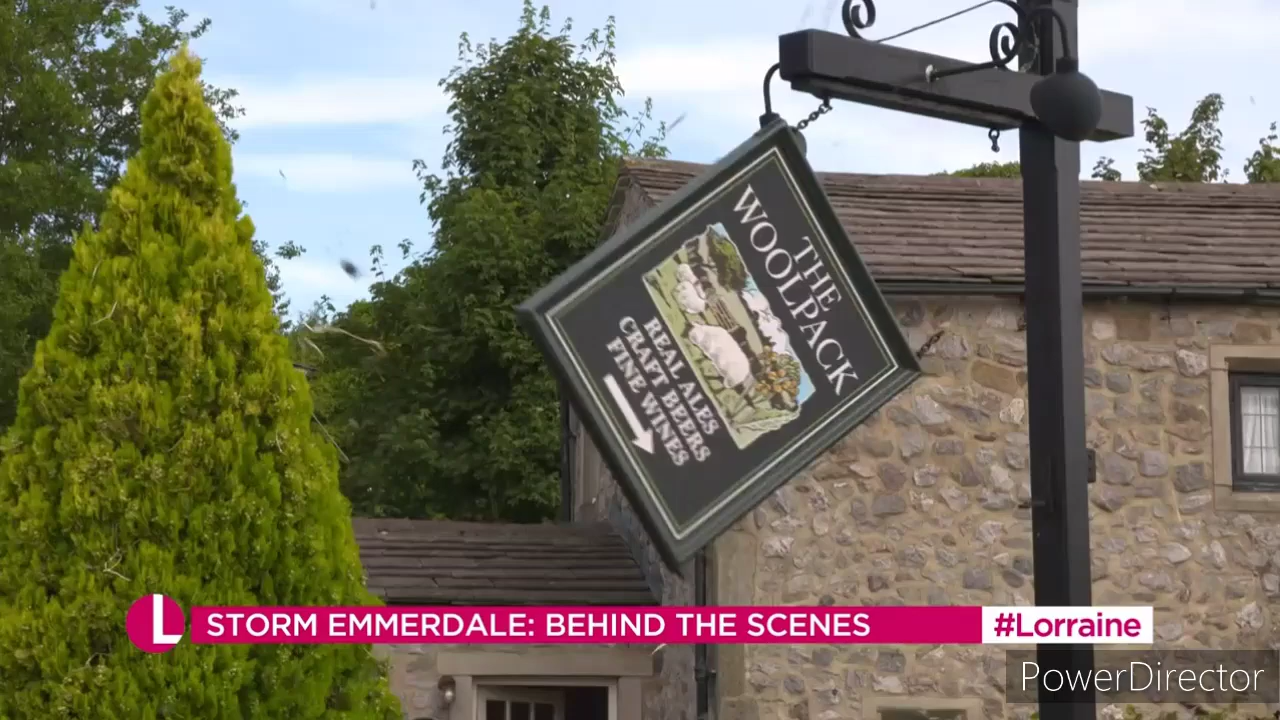 THE
WOOLPACK
REAL ALES
CRAFT BEERS
FINE WINES
L STORM EMMERDALE: BEHIND THE SCENES #Lorraine
PowerDirector